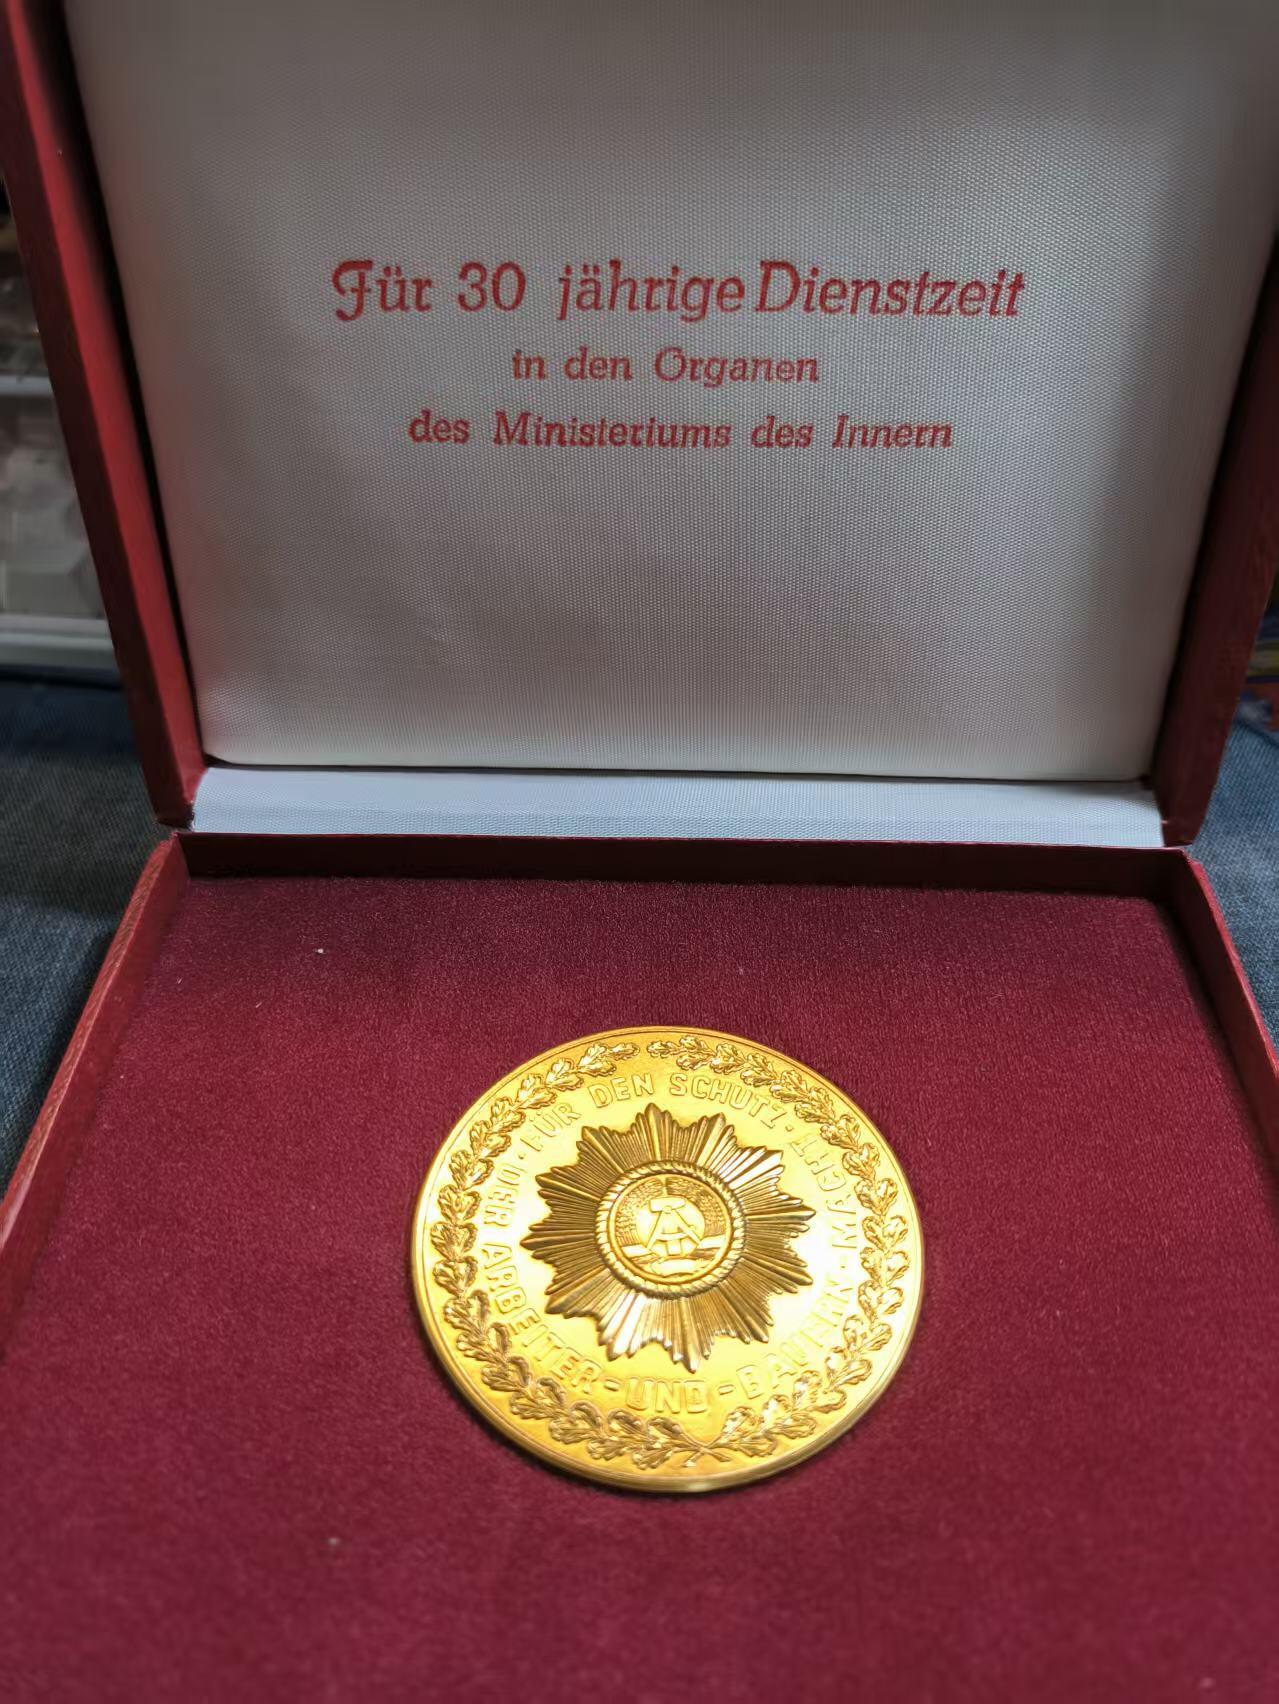 Für 30 jährige Dienstzeit
in den Organen
des Ministeriums des Innern
FÜR DEN SCHUTZ · DER ARBEITER-UND-BAUERN-MACHT ·